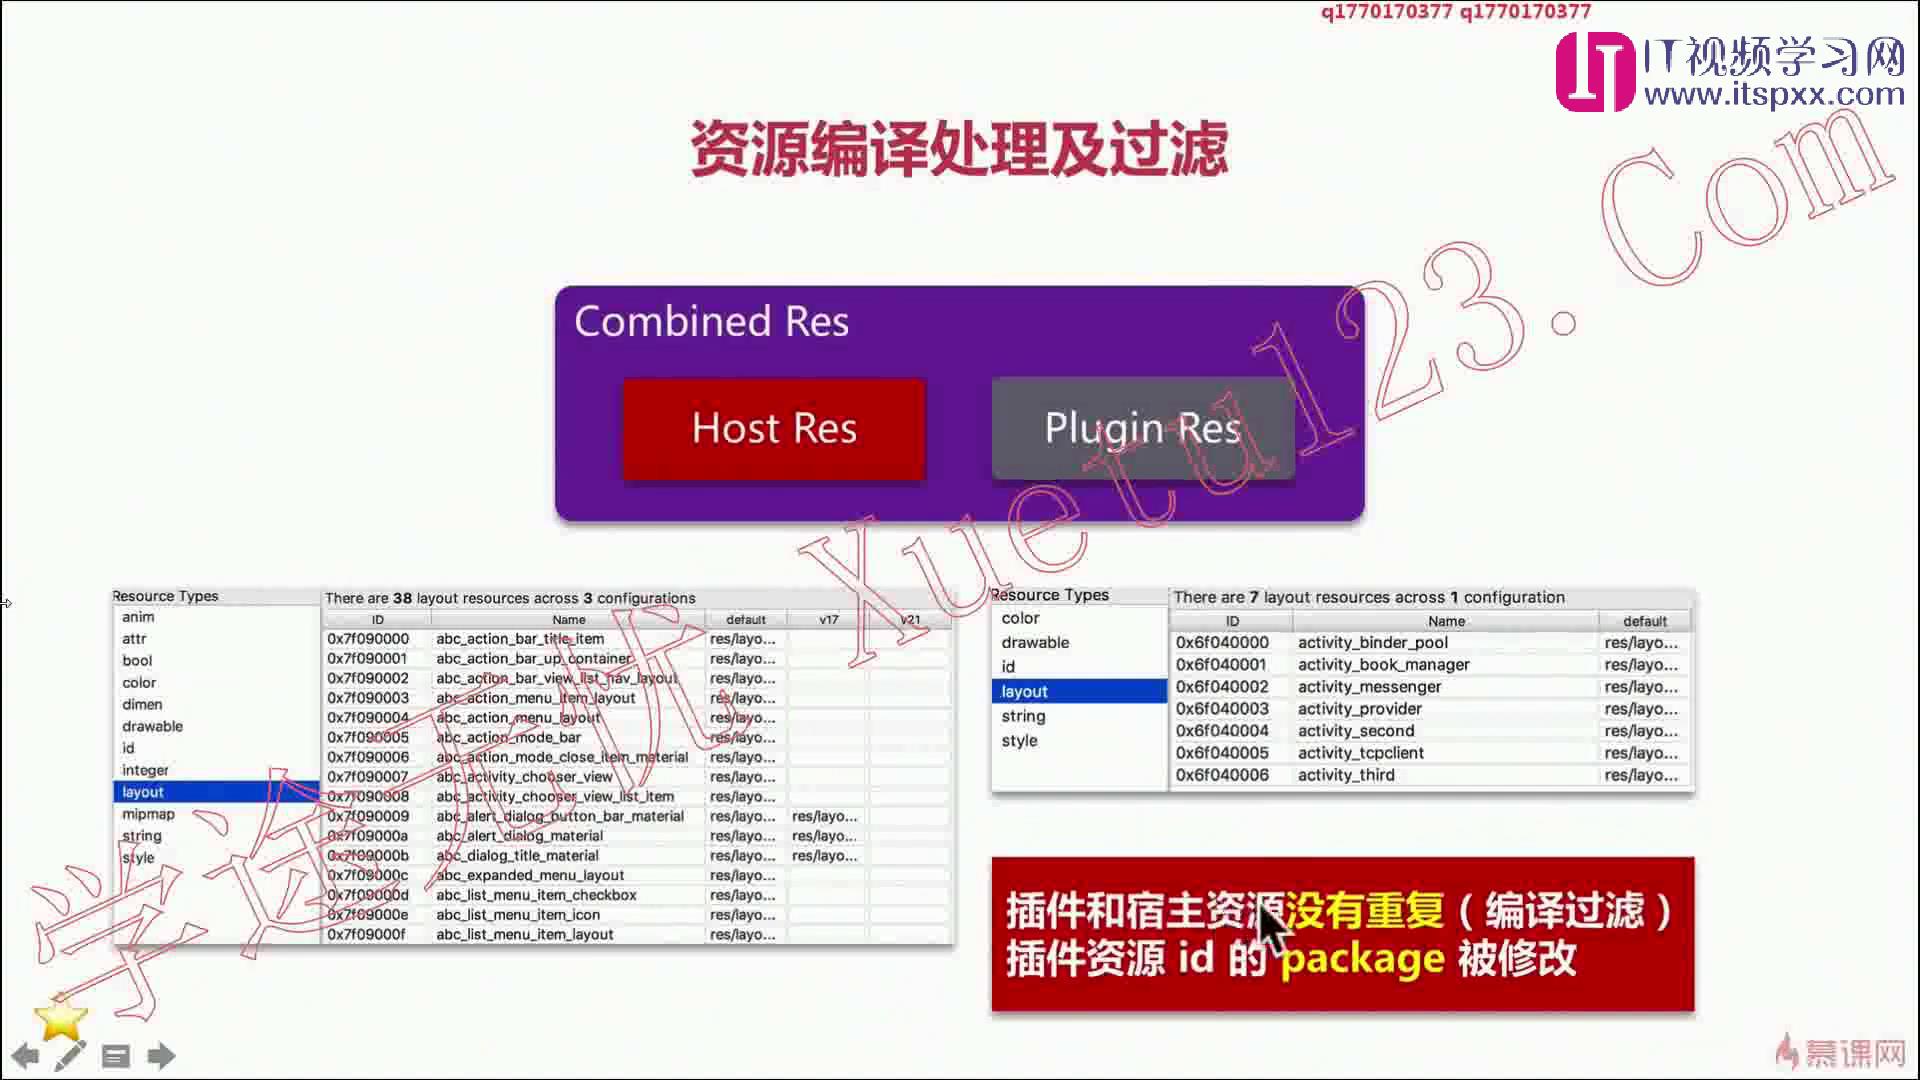 q1770170377 q1770170377
IT视频学习网
www.itspxx.com
资源编译处理及过滤
Combined Res
Host Res
Plugin Res
学途无忧 Xuetu123.Com
Resource Types
anim
attr
bool
color
dimen
drawable
id
integer
layout
mipmap
string
style
There are 38 layout resources across 3 configurations
ID Name default v17 v21
0x7f090000 abc_action_bar_title_item res/layo...
0x7f090001 abc_action_bar_up_container res/layo...
0x7f090002 abc_action_bar_view_list_nav_layout res/layo...
0x7f090003 abc_action_menu_item_layout res/layo...
0x7f090004 abc_action_menu_layout res/layo...
0x7f090005 abc_action_mode_bar res/layo...
0x7f090006 abc_action_mode_close_item_material res/layo...
0x7f090007 abc_activity_chooser_view res/layo...
0x7f090008 abc_activity_chooser_view_list_item res/layo...
0x7f090009 abc_alert_dialog_button_bar_material res/layo... res/layo...
0x7f09000a abc_alert_dialog_material res/layo... res/layo...
0x7f09000b abc_dialog_title_material res/layo... res/layo...
0x7f09000c abc_expanded_menu_layout res/layo...
0x7f09000d abc_list_menu_item_checkbox res/layo...
0x7f09000e abc_list_menu_item_icon res/layo...
0x7f09000f abc_list_menu_item_layout res/layo...
Resource Types
color
drawable
id
layout
string
style
There are 7 layout resources across 1 configuration
ID Name default
0x6f040000 activity_binder_pool res/layo...
0x6f040001 activity_book_manager res/layo...
0x6f040002 activity_messenger res/layo...
0x6f040003 activity_provider res/layo...
0x6f040004 activity_second res/layo...
0x6f040005 activity_tcpclient res/layo...
0x6f040006 activity_third res/layo...
插件和宿主资源没有重复（编译过滤）
插件资源 id 的 package 被修改
慕课网